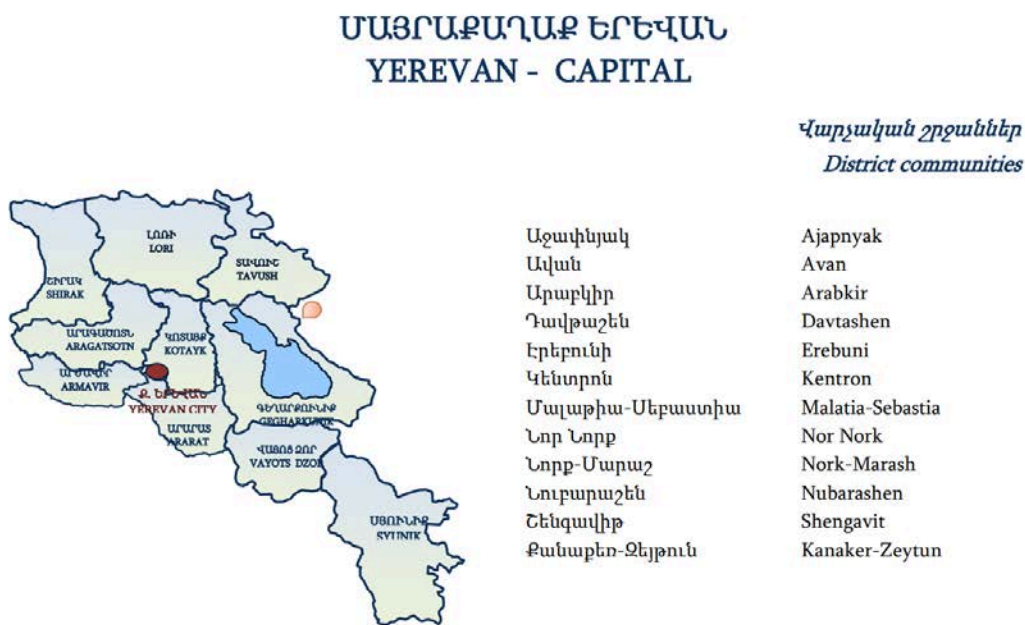 ՄԱՅՐԱՔԱՂԱՔ ԵՐԵՎԱՆ
YEREVAN - CAPITAL
Վարչական շրջաններ
District communities
ԼՈՌԻ
LORI
ՏԱՎՈՒՇ
TAVUSH
ՇԻՐԱԿ
SHIRAK
ԱՐԱԳԱԾՈՏՆ
ARAGATSOTN
ԿՈՏԱՅՔ
KOTAYK
ԱՐՄԱՎԻՐ
ARMAVIR
Ք. ԵՐԵՎԱՆ
YEREVAN CITY
ԳԵՂԱՐՔՈՒՆԻՔ
GEGHARKUNIK
ԱՐԱՐԱՏ
ARARAT
ՎԱՅՈՑ ՁՈՐ
VAYOTS DZOR
ՍՅՈՒՆԻՔ
SYUNIK
Աջափնյակ Ajapnyak
Ավան Avan
Արաբկիր Arabkir
Դավթաշեն Davtashen
Էրեբունի Erebuni
Կենտրոն Kentron
Մալաթիա-Սեբաստիա Malatia-Sebastia
Նոր Նորք Nor Nork
Նորք-Մարաշ Nork-Marash
Նուբարաշեն Nubarashen
Շենգավիթ Shengavit
Քանաքեռ-Զեյթուն Kanaker-Zeytun